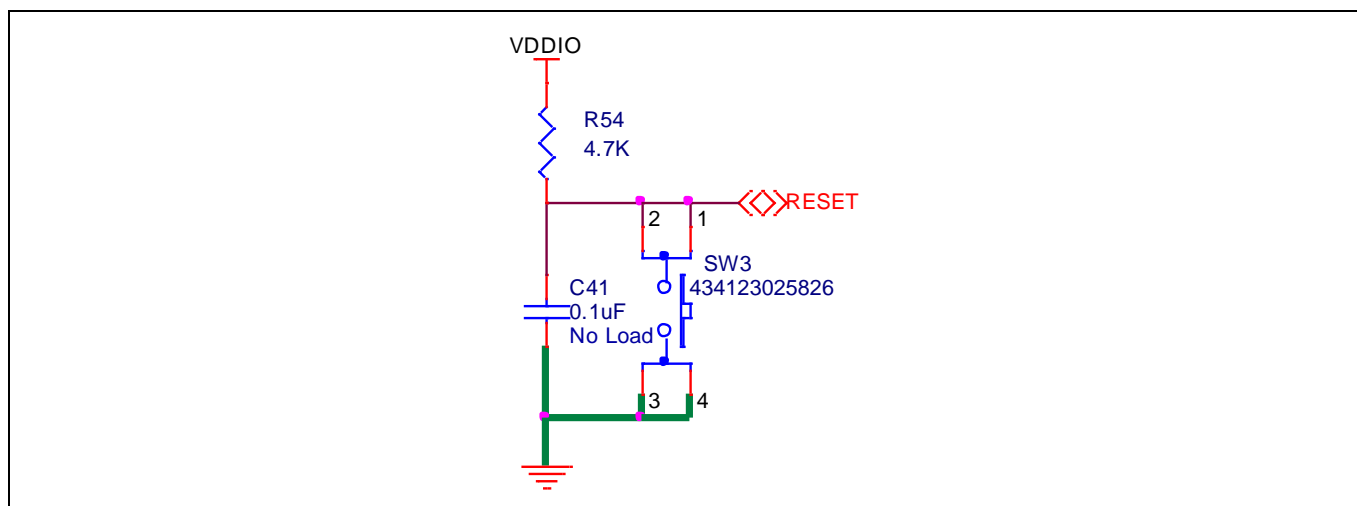 VDDIO
R54
4.7K
RESET
2 1
SW3
C41
434123025826
0.1uF
No Load
3 4